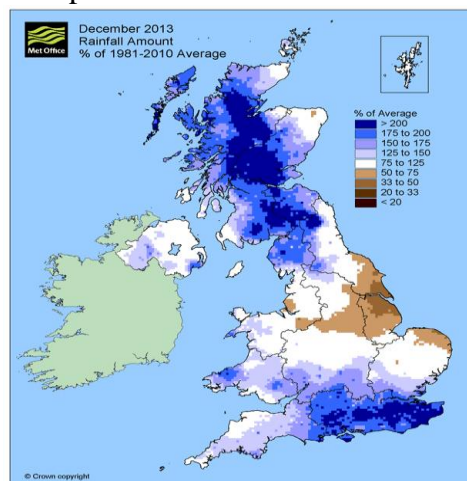 Met Office
December 2013
Rainfall Amount
% of 1981-2010 Average
% of Average
> 200
175 to 200
150 to 175
125 to 150
75 to 125
50 to 75
33 to 50
20 to 33
< 20
© Crown copyright